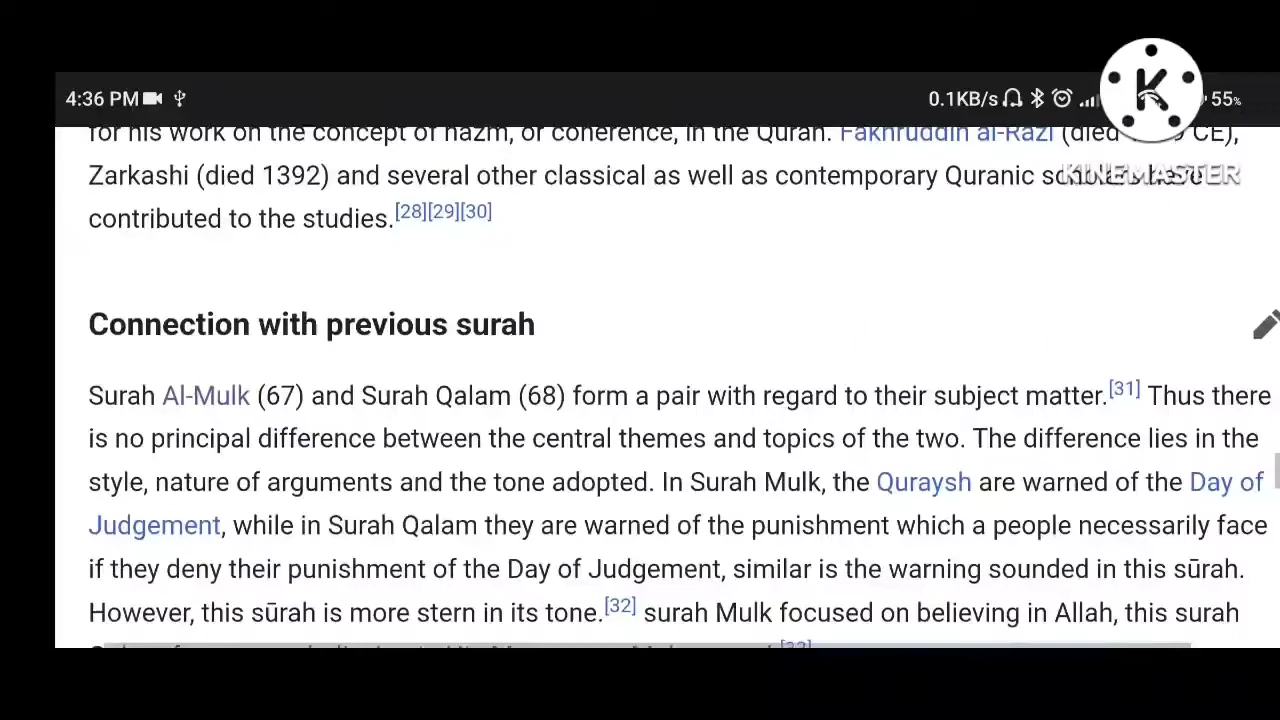 4:36 PM
0.1KB/s 55%
K
KINEMASTER
for his work on the concept of nazm, or coherence, in the Quran. Fakhruddin al-Razi (died CE),
Zarkashi (died 1392) and several other classical as well as contemporary Quranic scholars have
contributed to the studies.[28][29][30]
Connection with previous surah
Surah Al-Mulk (67) and Surah Qalam (68) form a pair with regard to their subject matter.[31] Thus there
is no principal difference between the central themes and topics of the two. The difference lies in the
style, nature of arguments and the tone adopted. In Surah Mulk, the Quraysh are warned of the Day of
Judgement, while in Surah Qalam they are warned of the punishment which a people necessarily face
if they deny their punishment of the Day of Judgement, similar is the warning sounded in this sūrah.
However, this sūrah is more stern in its tone.[32] surah Mulk focused on believing in Allah, this surah